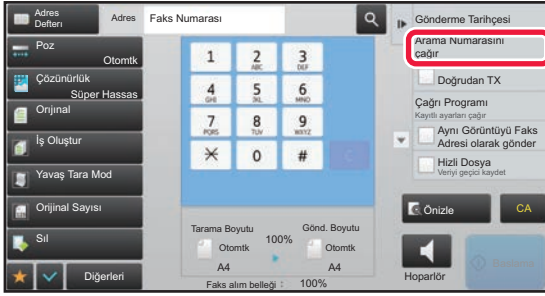 Adres
Defteri
Adres
Faks Numarası
Poz
Otomtk
Çözünürlük
Süper Hassas
Orijinal
İş Oluştur
Yavaş Tara Mod
Orijinal Sayısı
Sil
Diğerleri
1
2
ABC
3
DEF
4
GHI
5
JKL
6
MNO
7
PQRS
8
TUV
9
WXYZ
0
#
C
Tarama Boyutu
Otomtk
A4
100%
Gönd. Boyutu
Otomtk
A4
Faks alım belleği : 100%
Gönderme Tarihçesi
Arama Numarasını
çağır
Doğrudan TX
Çağrı Programı
Kayıtlı ayarları çağır
Aynı Görüntüyü Faks
Adresi olarak gönder
Hizli Dosya
Veriyi geçici kaydet
Önizle
CA
Hoparlör